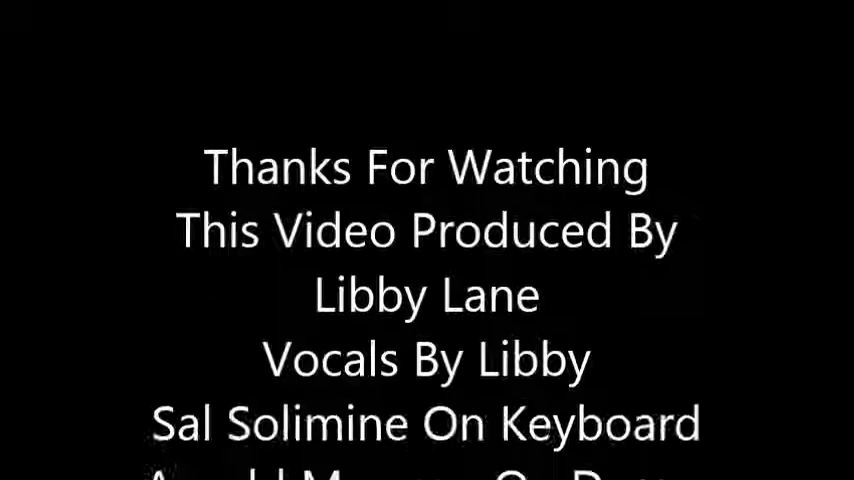 Thanks For Watching
This Video Produced By
Libby Lane
Vocals By Libby
Sal Solimine On Keyboard